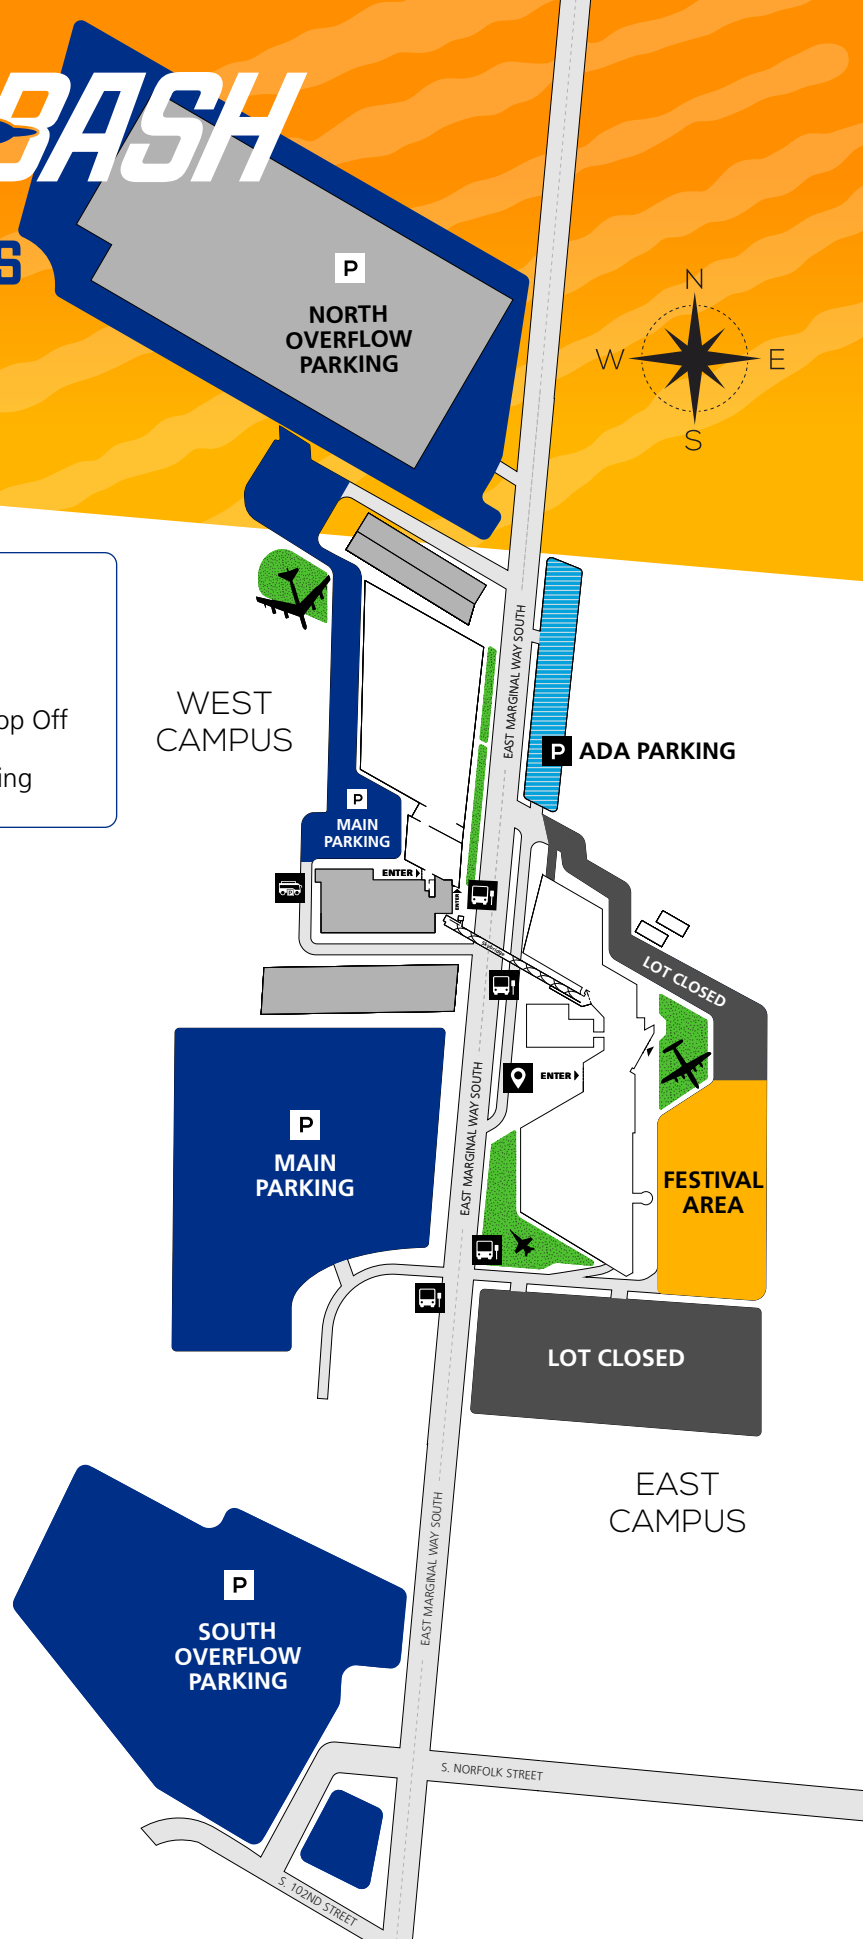 BASH
S
P
NORTH
OVERFLOW
PARKING
N
W
E
S
op Off
ing
WEST
CAMPUS
EAST MARGINAL WAY SOUTH
P
ADA PARKING
P
MAIN
PARKING
ENTER
ENTER
LOT CLOSED
ENTER
EAST MARGINAL WAY SOUTH
P
MAIN
PARKING
FESTIVAL
AREA
LOT CLOSED
EAST
CAMPUS
EAST MARGINAL WAY SOUTH
P
SOUTH
OVERFLOW
PARKING
S. NORFOLK STREET
S. 102ND STREET